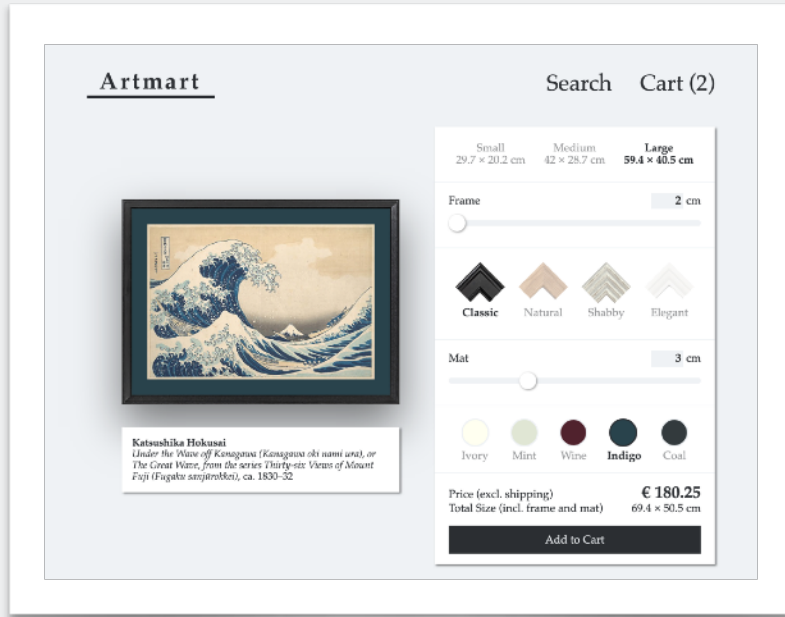 Artmart
Search Cart (2)
Small Medium Large
29.7 × 20.2 cm 42 × 28.7 cm 59.4 × 40.5 cm
Frame 2 cm
Classic Natural Shabby Elegant
Mat 3 cm
Ivory Mint Wine Indigo Coal
Price (excl. shipping) € 180.25
Total Size (incl. frame and mat) 69.4 × 50.5 cm
Add to Cart
Katsushika Hokusai
Under the Wave off Kanagawa (Kanagawa oki nami ura), or
The Great Wave, from the series Thirty-six Views of Mount
Fuji (Fugaku sanjūrokkei), ca. 1830–32